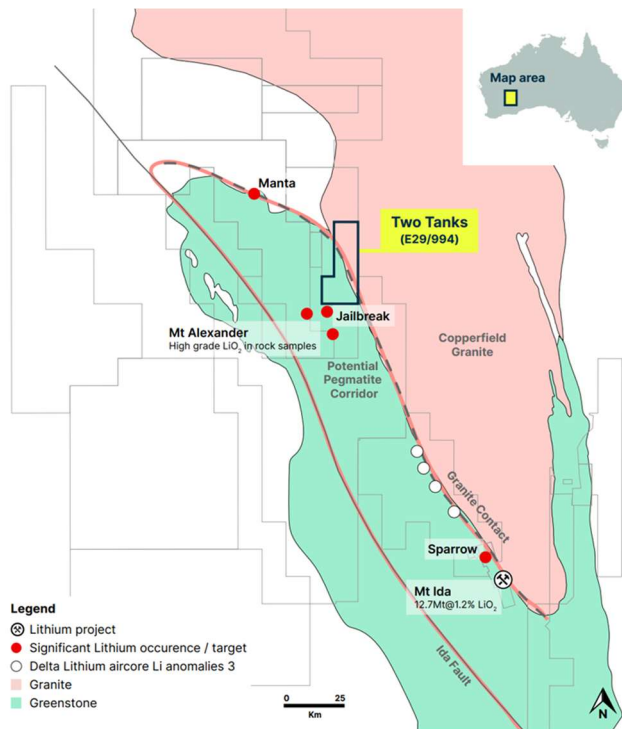 Map area
Manta
Two Tanks
(E29/994)
Jailbreak
Mt Alexander
High grade LiO₂ in rock samples
Copperfield
Granite
Potential
Pegmatite
Corridor
Granite Contact
Sparrow
Mt Ida
12.7Mt@1.2% LiO₂
Ida Fault
Legend
Lithium project
Significant Lithium occurence / target
Delta Lithium aircore Li anomalies 3
Granite
Greenstone
0 25
Km
N